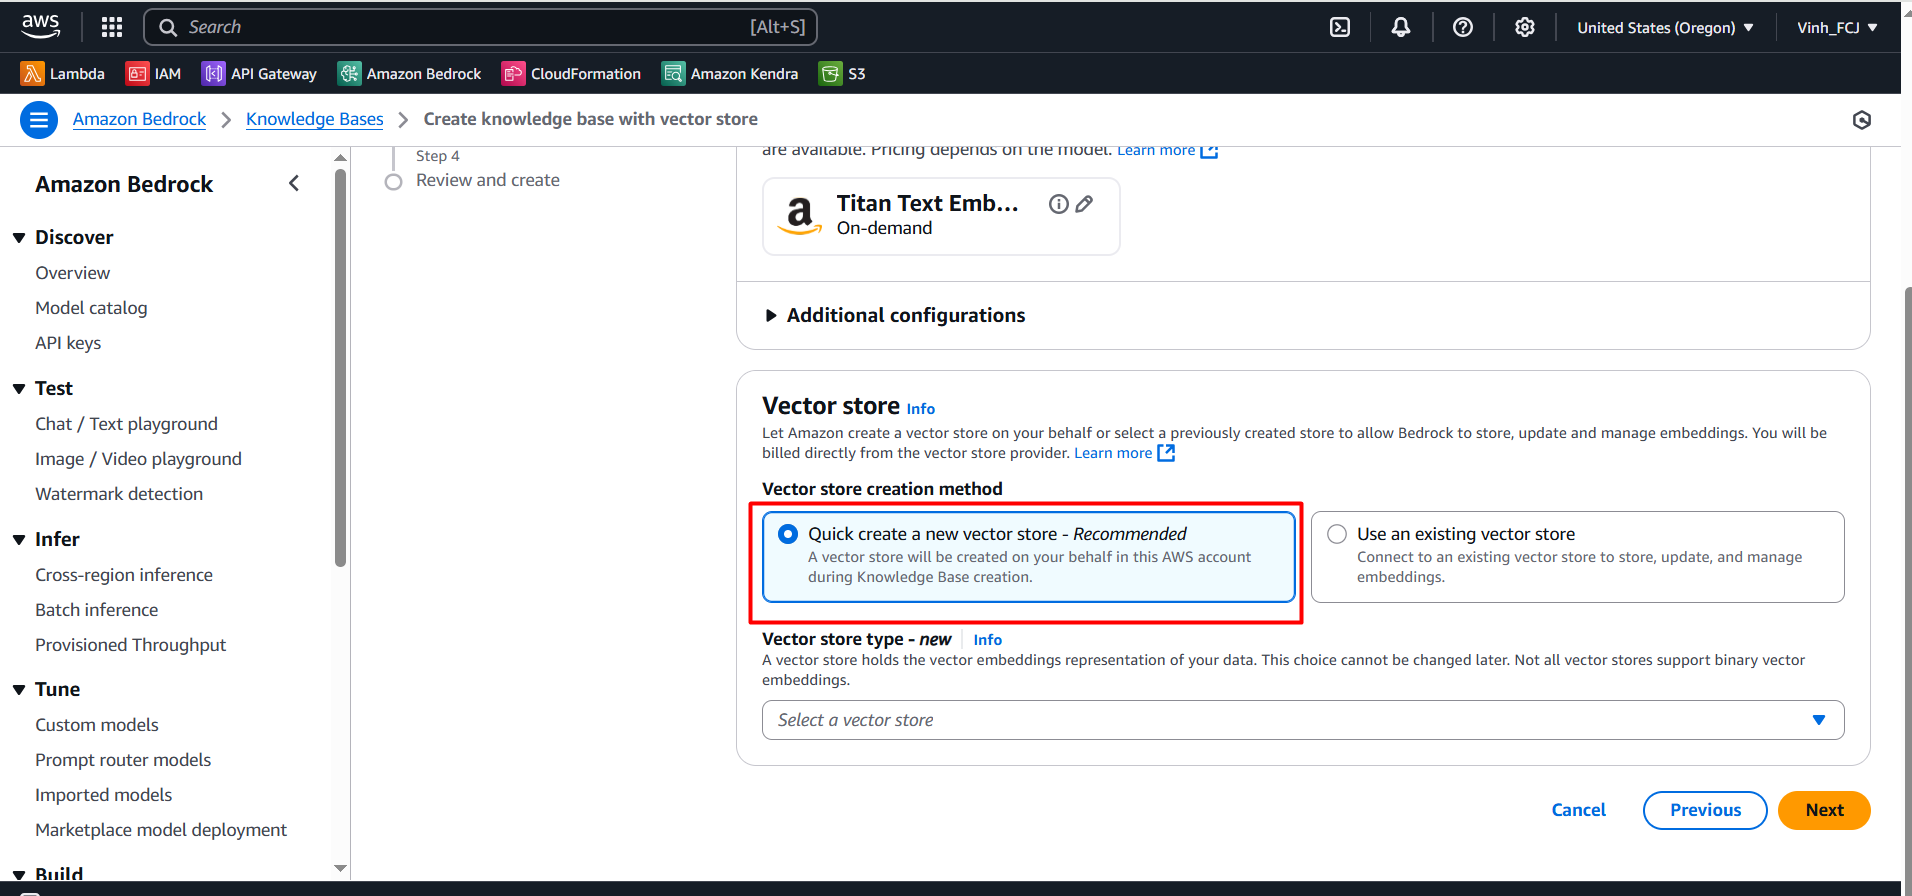 aws
Search [Alt+S]
United States (Oregon)
Vinh_FCJ
Lambda
IAM
API Gateway
Amazon Bedrock
CloudFormation
Amazon Kendra
S3
Amazon Bedrock > Knowledge Bases > Create knowledge base with vector store
Amazon Bedrock
Discover
Overview
Model catalog
API keys
Test
Chat / Text playground
Image / Video playground
Watermark detection
Infer
Cross-region inference
Batch inference
Provisioned Throughput
Tune
Custom models
Prompt router models
Imported models
Marketplace model deployment
Build
Step 4
Review and create
are available. Pricing depends on the model. Learn more
Titan Text Emb...
On-demand
Additional configurations
Vector store Info
Let Amazon create a vector store on your behalf or select a previously created store to allow Bedrock to store, update and manage embeddings. You will be
billed directly from the vector store provider. Learn more
Vector store creation method
Quick create a new vector store - Recommended
A vector store will be created on your behalf in this AWS account
during Knowledge Base creation.
Use an existing vector store
Connect to an existing vector store to store, update, and manage
embeddings.
Vector store type - new Info
A vector store holds the vector embeddings representation of your data. This choice cannot be changed later. Not all vector stores support binary vector
embeddings.
Select a vector store
Cancel
Previous
Next